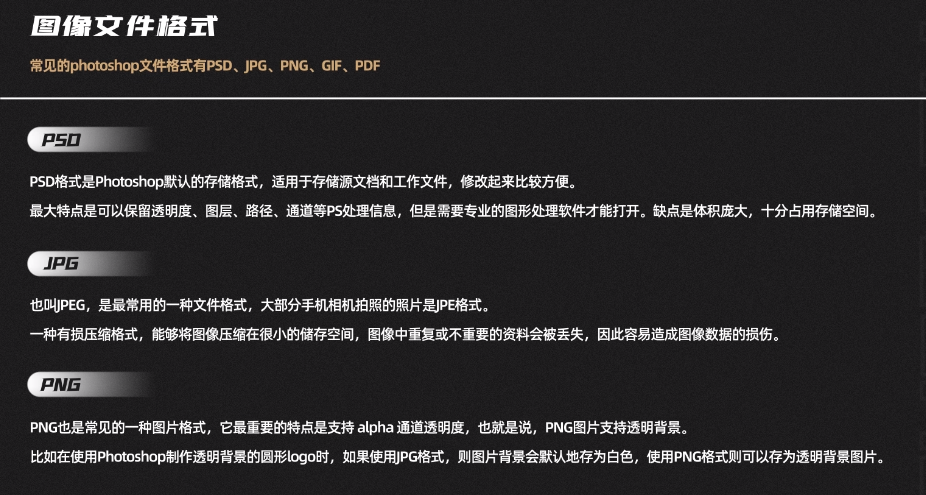 图像文件格式
常见的photoshop文件格式有PSD、JPG、PNG、GIF、PDF
PSD
PSD格式是Photoshop默认的存储格式，适用于存储源文档和工作文件，修改起来比较方便。
最大特点是可以保留透明度、图层、路径、通道等PS处理信息，但是需要专业的图形处理软件才能打开。缺点是体积庞大，十分占用存储空间。
JPG
也叫JPEG，是最常用的一种文件格式，大部分手机相机拍照的照片是JPE格式。
一种有损压缩格式，能够将图像压缩在很小的储存空间，图像中重复或不重要的资料会被丢失，因此容易造成图像数据的损伤。
PNG
PNG也是常见的一种图片格式，它最重要的特点是支持 alpha 通道透明度，也就是说，PNG图片支持透明背景。
比如在使用Photoshop制作透明背景的圆形logo时，如果使用JPG格式，则图片背景会默认地存为白色，使用PNG格式则可以存为透明背景图片。